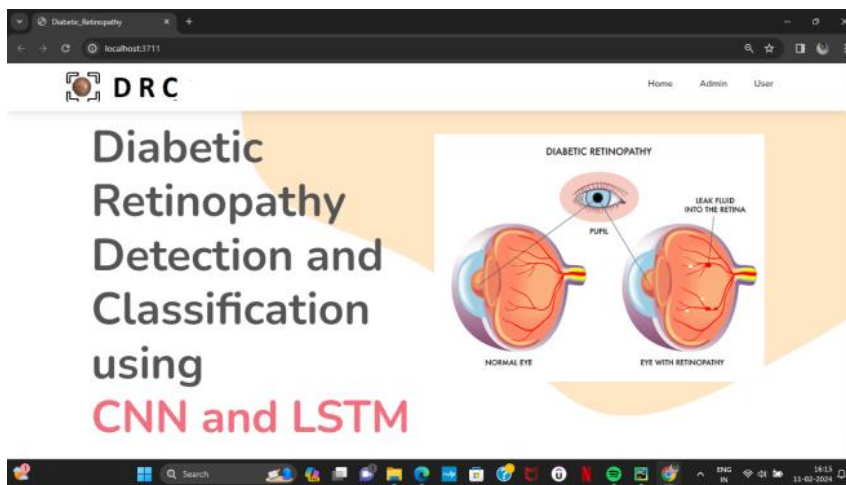 Diabetic_Retinopathy
localhost:3711
DRC
Home Admin User
Diabetic
Retinopathy
Detection and
Classification
using
CNN and LSTM
DIABETIC RETINOPATHY
PUPIL
LEAK FLUID
INTO THE RETINA
NORMAL EYE
EYE WITH RETINOPATHY
Search
ENG
IN
16:15
11-02-2024